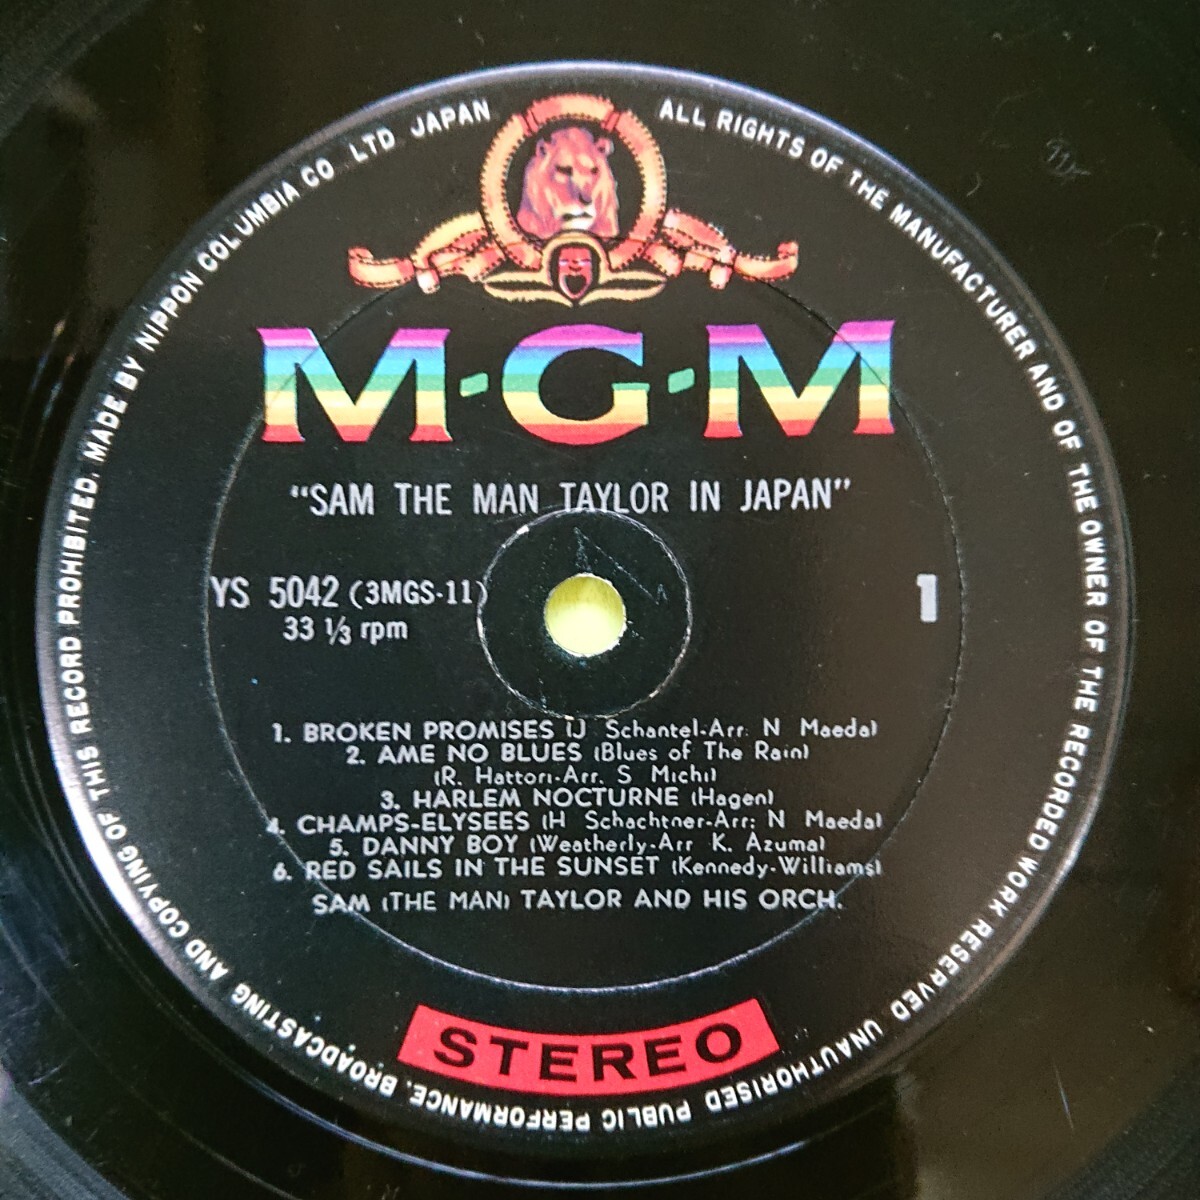 MADE BY NIPPON COLUMBIA CO LTD JAPAN
ALL RIGHTS OF THE MANUFACTURER AND OF THE OWNER OF THE RECORDED WORK RESERVED UNAUTHORISED PUBLIC PERFORMANCE, BROADCASTING AND COPYING OF THIS RECORD PROHIBITED.
M·G·M
"SAM THE MAN TAYLOR IN JAPAN"
YS 5042 (3MGS-11)
33 1/3 rpm
1
1. BROKEN PROMISES (J Schantel-Arr: N Maeda)
2. AME NO BLUES (Blues of The Rain)
(R. Hattori-Arr. S Michi)
3. HARLEM NOCTURNE (Hagen)
4. CHAMPS-ELYSEES (H Schachtner-Arr: N Maeda)
5. DANNY BOY (Weatherly-Arr K. Azuma)
6. RED SAILS IN THE SUNSET (Kennedy-Williams)
SAM (THE MAN) TAYLOR AND HIS ORCH.
STEREO